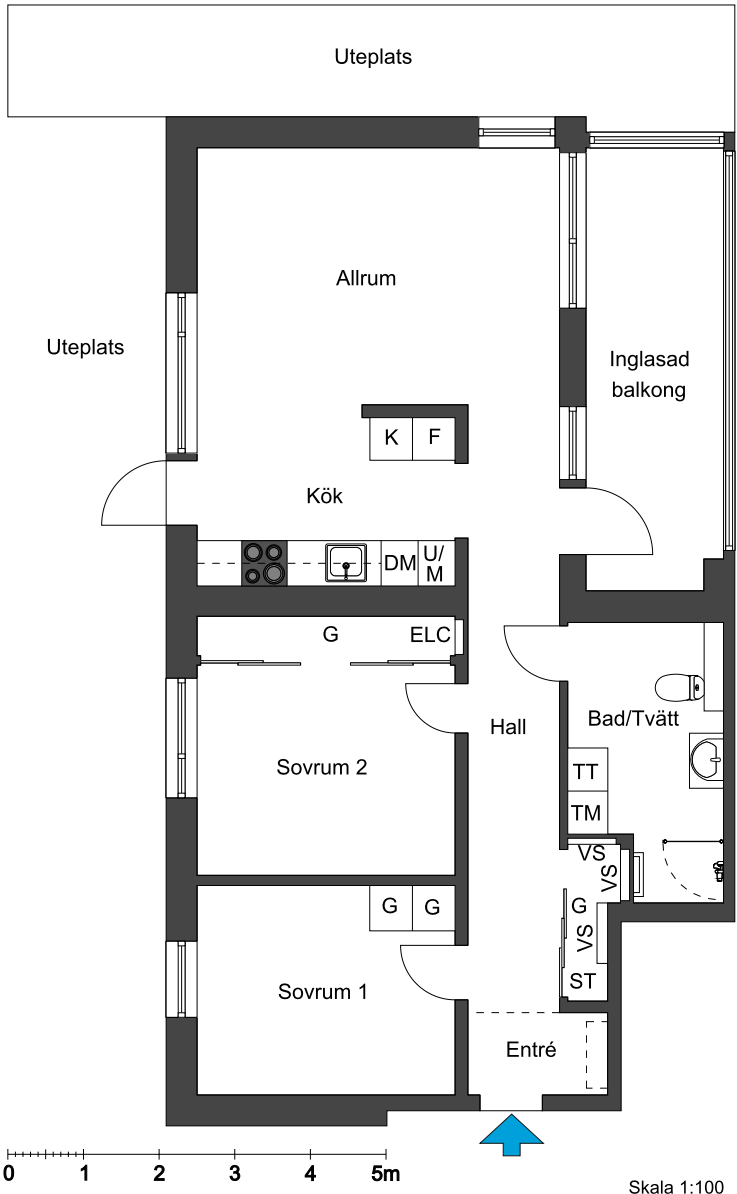 Uteplats
Allrum
Uteplats
Inglasad
balkong
K F
Kök
DM
U/
M
G ELC
Hall
Bad/Tvätt
Sovrum 2
TT
TM
VS
VS
G G
G
VS
ST
Sovrum 1
Entré
0 1 2 3 4 5m
Skala 1:100